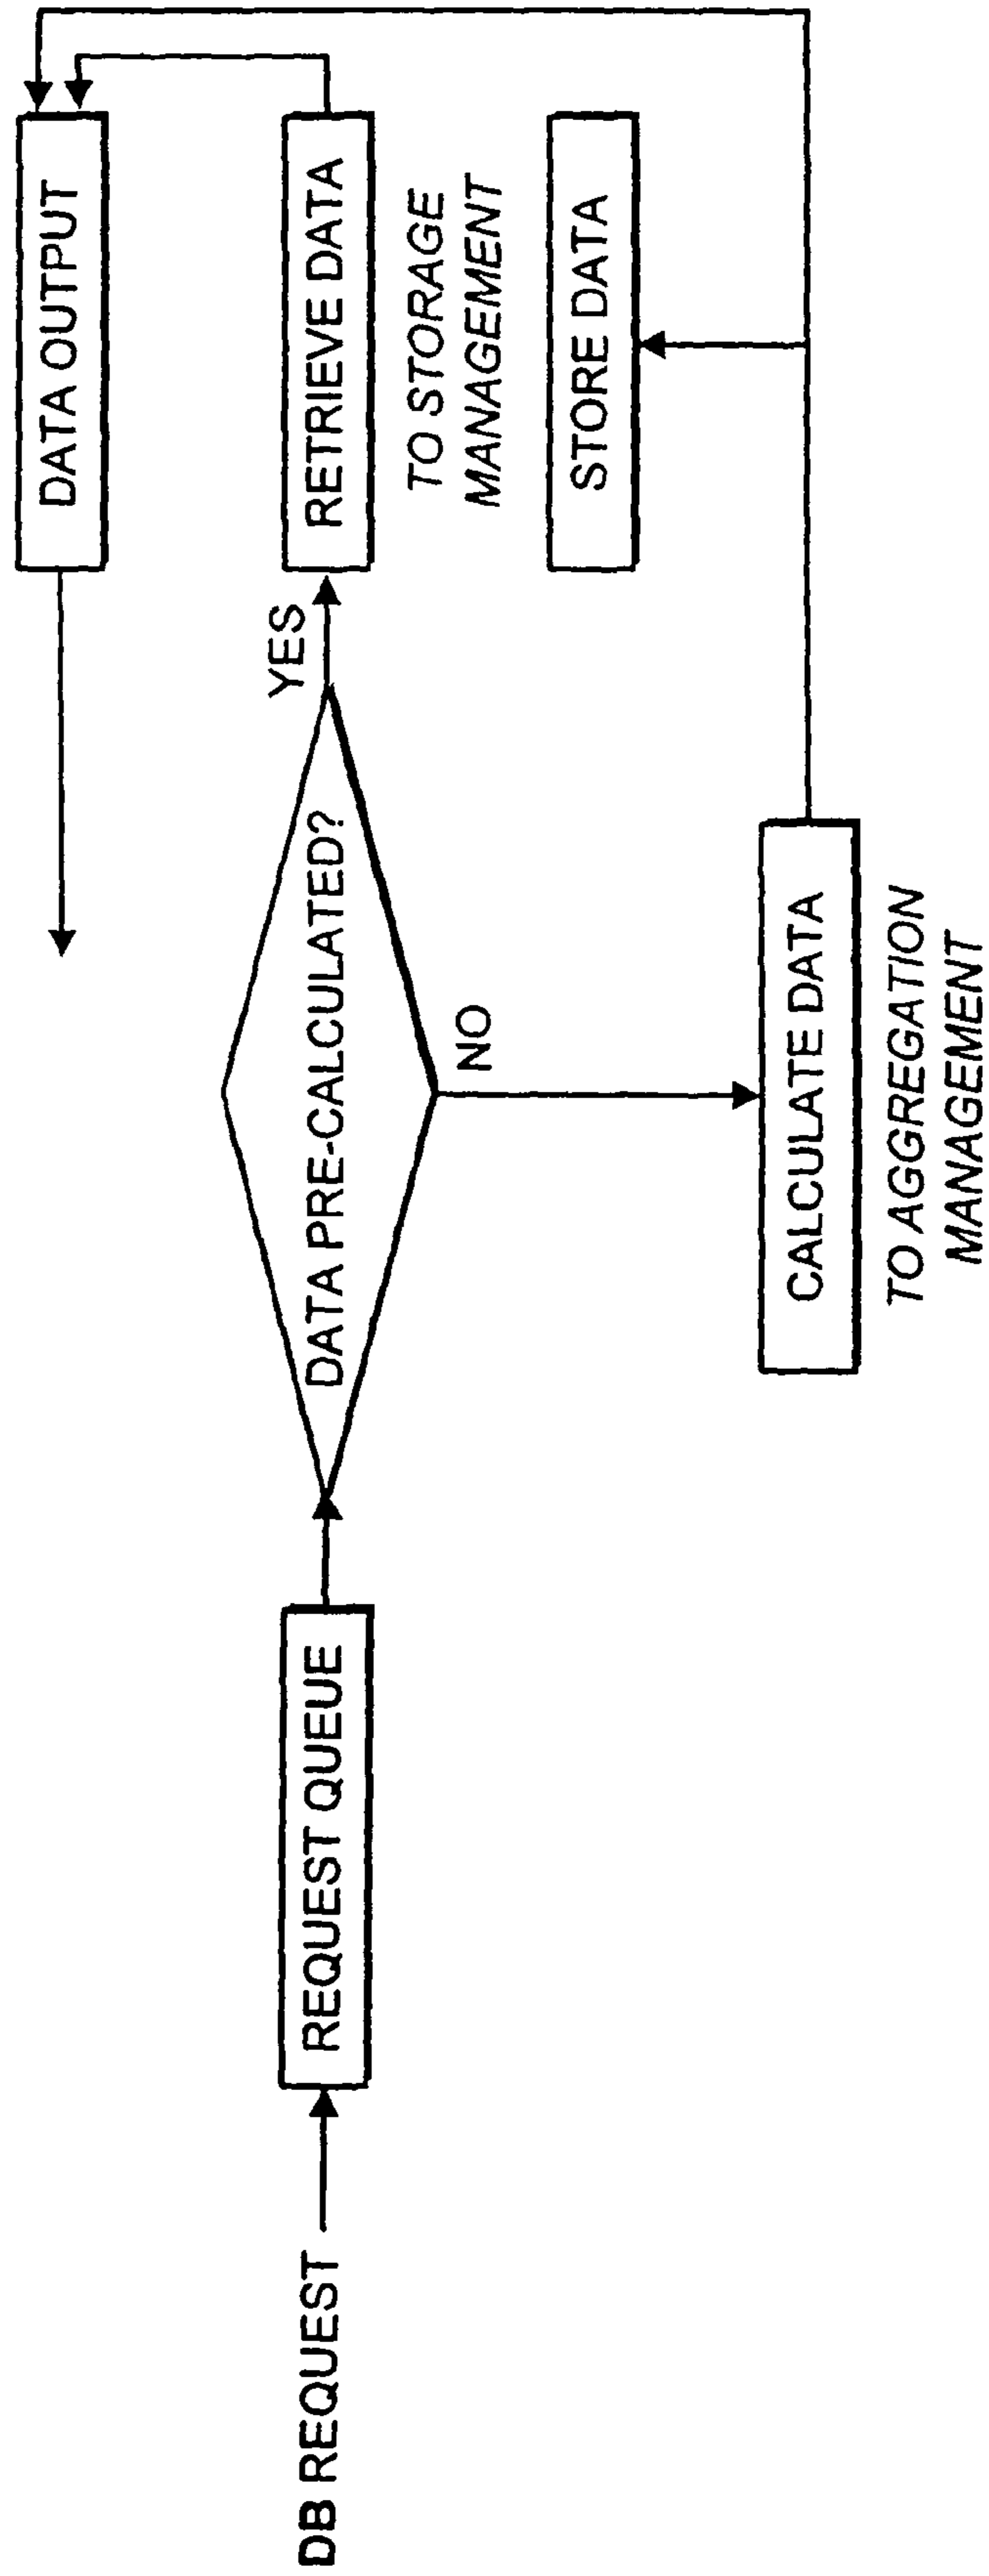 DB REQUEST
REQUEST QUEUE
DATA PRE-CALCULATED?
YES
NO
DATA OUTPUT
RETRIEVE DATA
TO STORAGE
MANAGEMENT
STORE DATA
CALCULATE DATA
TO AGGREGATION
MANAGEMENT